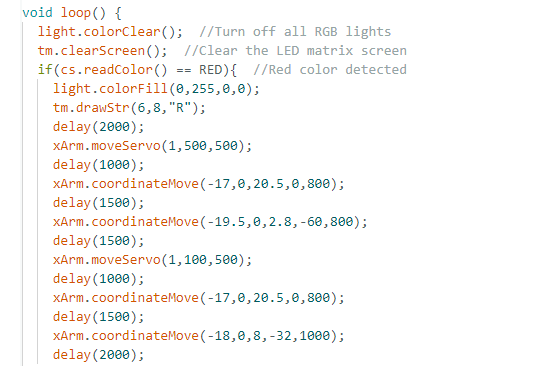 void loop() {
  light.colorClear();  //Turn off all RGB lights
  tm.clearScreen();  //Clear the LED matrix screen
  if(cs.readColor() == RED){  //Red color detected
    light.colorFill(0,255,0,0);
    tm.drawStr(6,8,"R");
    delay(2000);
    xArm.moveServo(1,500,500);
    delay(1000);
    xArm.coordinateMove(-17,0,20.5,0,800);
    delay(1500);
    xArm.coordinateMove(-19.5,0,2.8,-60,800);
    delay(1500);
    xArm.moveServo(1,100,500);
    delay(1000);
    xArm.coordinateMove(-17,0,20.5,0,800);
    delay(1500);
    xArm.coordinateMove(-18,0,8,-32,1000);
    delay(2000);